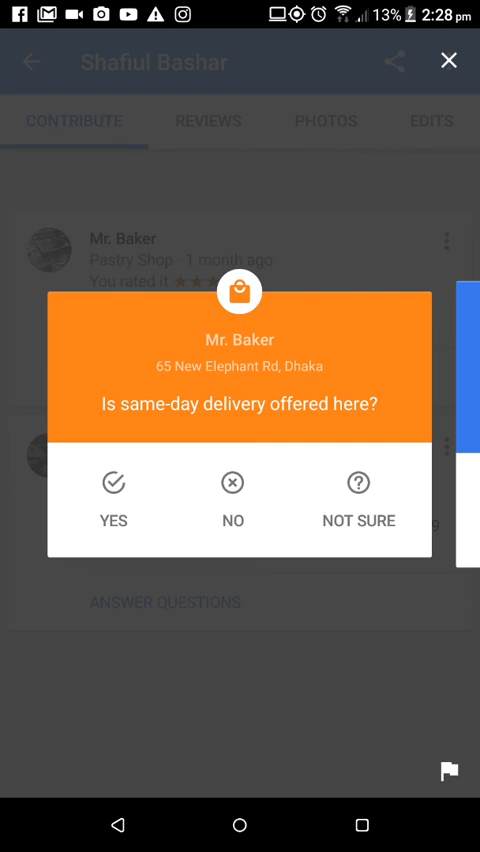 13% 2:28 pm
Shafiul Bashar
CONTRIBUTE REVIEWS PHOTOS EDITS
Mr. Baker
Pastry Shop · 1 month ago
You rated it ★★★
Mr. Baker
65 New Elephant Rd, Dhaka
Is same-day delivery offered here?
YES NO NOT SURE
9
ANSWER QUESTIONS